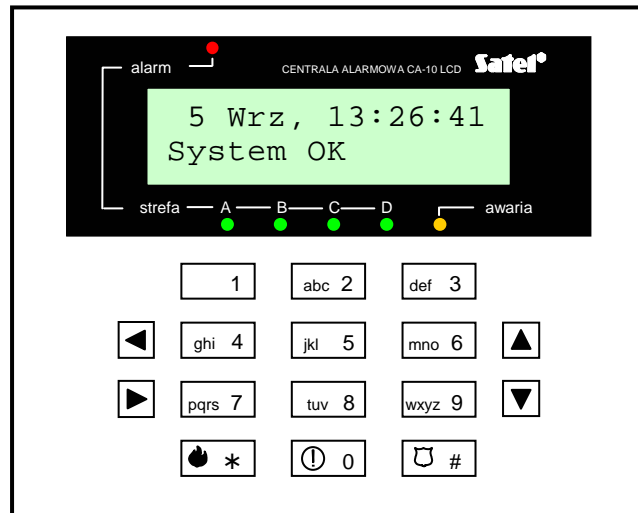 alarm
CENTRALA ALARMOWA CA-10 LCD Satel
5 Wrz, 13:26:41
System OK
strefa A B C D awaria
1 abc 2 def 3
ghi 4 jkl 5 mno 6
pqrs 7 tuv 8 wxyz 9
* 0 #